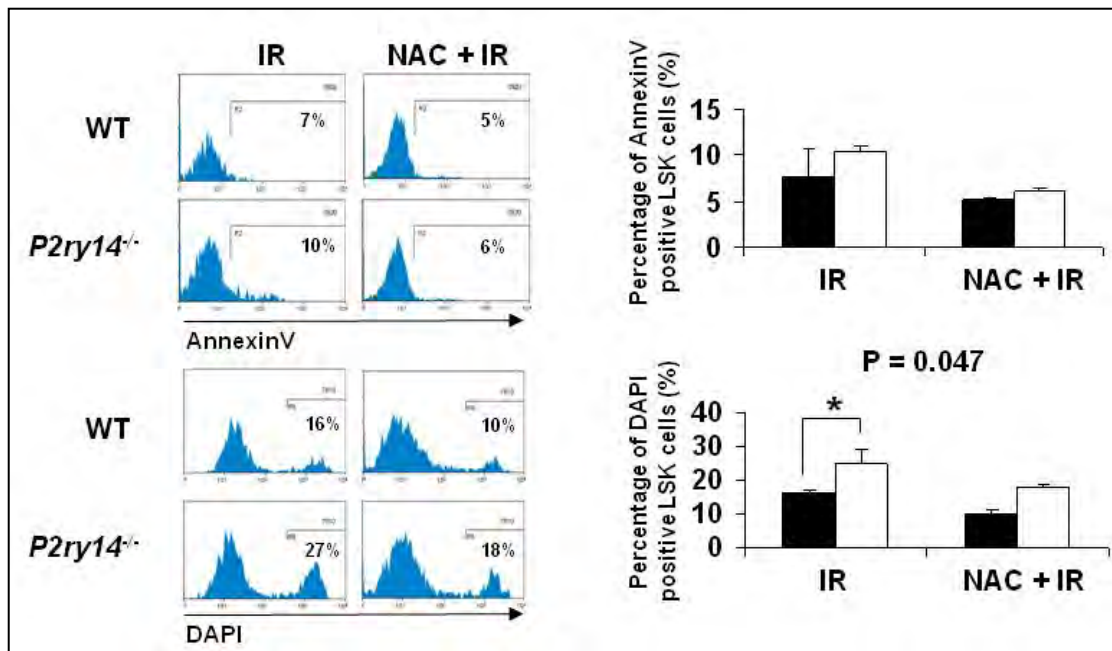 IR NAC + IR
WT
7%
5%
P2ry14-/-
10%
6%
AnnexinV
WT
16%
10%
P2ry14-/-
27%
18%
DAPI
Percentage of AnnexinV
positive LSK cells (%)
15
10
5
0
IR NAC + IR
P = 0.047
Percentage of DAPI
positive LSK cells (%)
40
30
20
10
0
*
IR NAC + IR